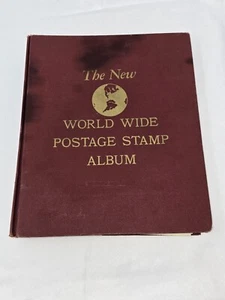 The New
WORLD WIDE
POSTAGE STAMP
ALBUM